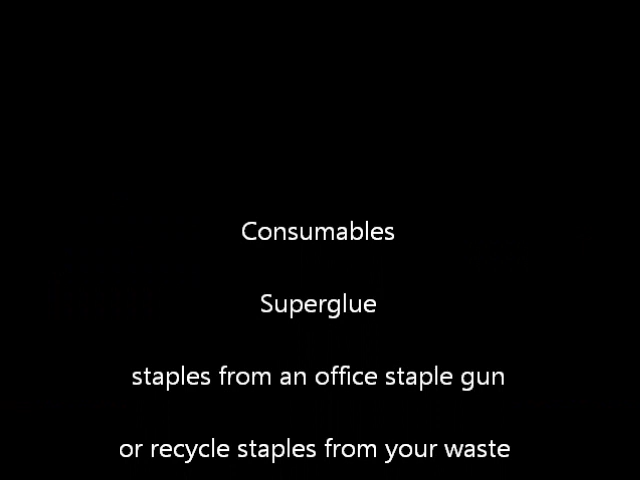 Consumables
Superglue
staples from an office staple gun
or recycle staples from your waste